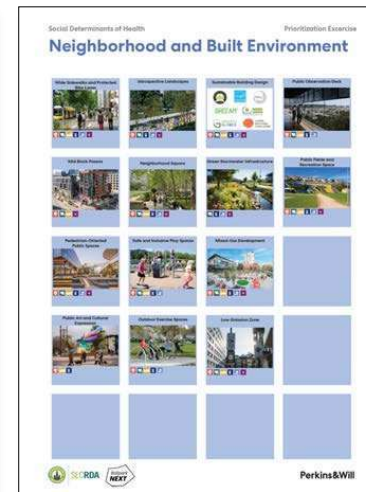 Social Determinants of Health
Prioritization Excercise
Neighborhood and Built Environment
Wide Sidewalks and Protected Bike Lanes
Introspective Landscapes
Sustainable Building Design
Public Observation Deck
Mid-Block Paseos
Neighborhood Square
Green Stormwater Infrastructure
Public Fields and Recreation Space
Pedestrian-Oriented Public Spaces
Safe and Inclusive Play Spaces
Mixed-Use Development
Public Art and Cultural Expression
Outdoor Exercise Spaces
Low-Emission Zone
SLCRDA
NEXT
Perkins&Will